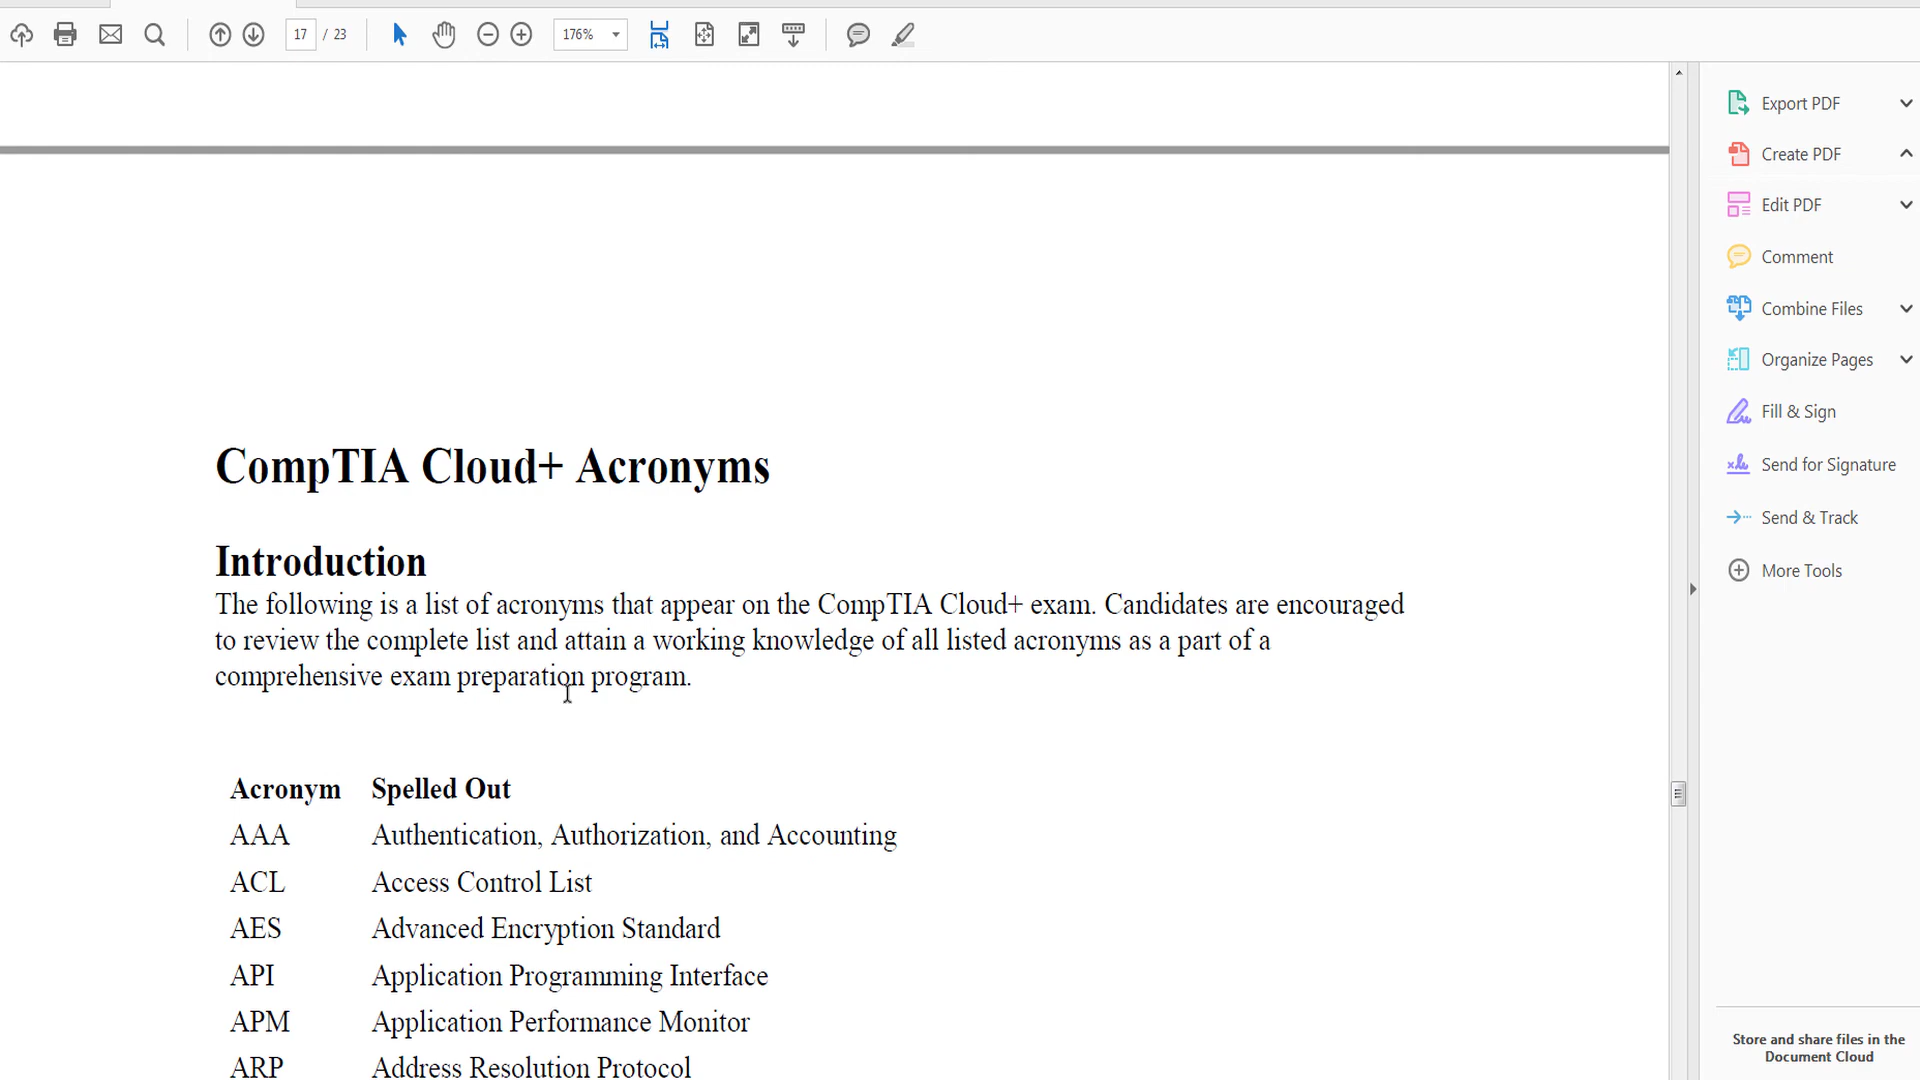 17 / 23
176%
Export PDF
Create PDF
Edit PDF
Comment
Combine Files
Organize Pages
Fill & Sign
Send for Signature
Send & Track
More Tools
Store and share files in the
Document Cloud
CompTIA Cloud+ Acronyms
Introduction
The following is a list of acronyms that appear on the CompTIA Cloud+ exam. Candidates are encouraged
to review the complete list and attain a working knowledge of all listed acronyms as a part of a
comprehensive exam preparation program.
Acronym Spelled Out
AAA Authentication, Authorization, and Accounting
ACL Access Control List
AES Advanced Encryption Standard
API Application Programming Interface
APM Application Performance Monitor
ARP Address Resolution Protocol